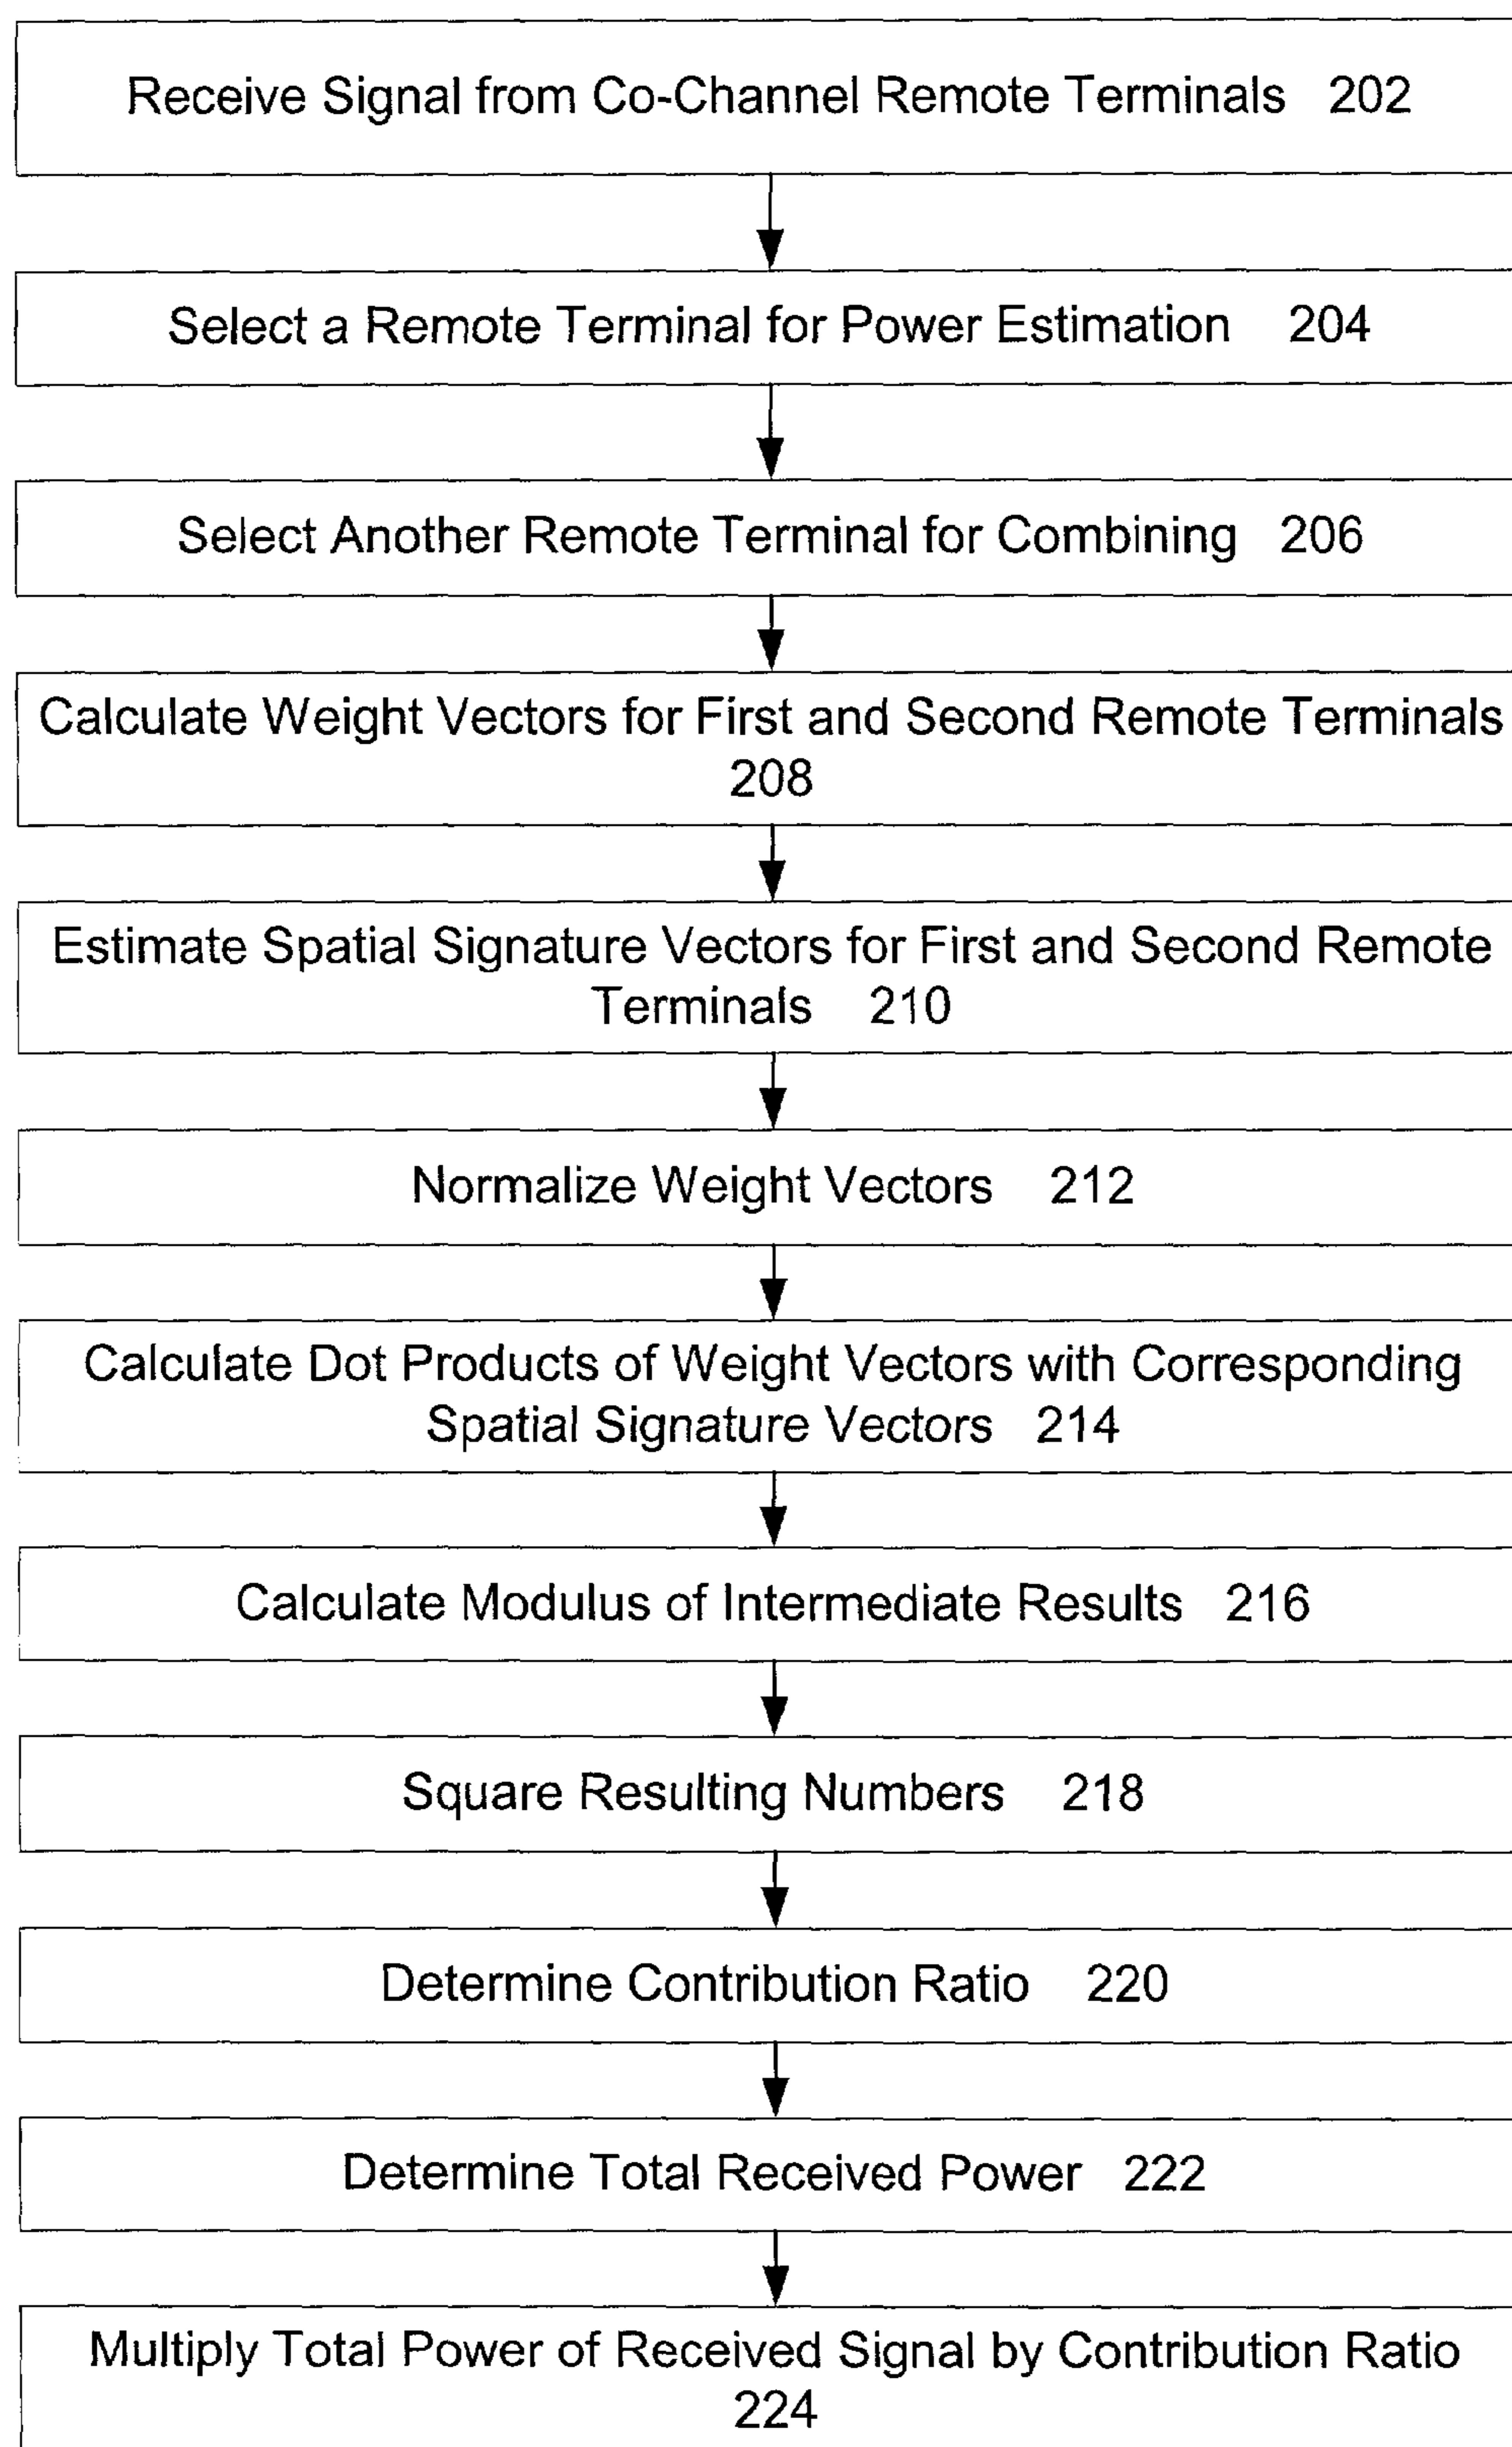 Receive Signal from Co-Channel Remote Terminals 202
Select a Remote Terminal for Power Estimation 204
Select Another Remote Terminal for Combining 206
Calculate Weight Vectors for First and Second Remote Terminals
208
Estimate Spatial Signature Vectors for First and Second Remote
Terminals 210
Normalize Weight Vectors 212
Calculate Dot Products of Weight Vectors with Corresponding
Spatial Signature Vectors 214
Calculate Modulus of Intermediate Results 216
Square Resulting Numbers 218
Determine Contribution Ratio 220
Determine Total Received Power 222
Multiply Total Power of Received Signal by Contribution Ratio
224